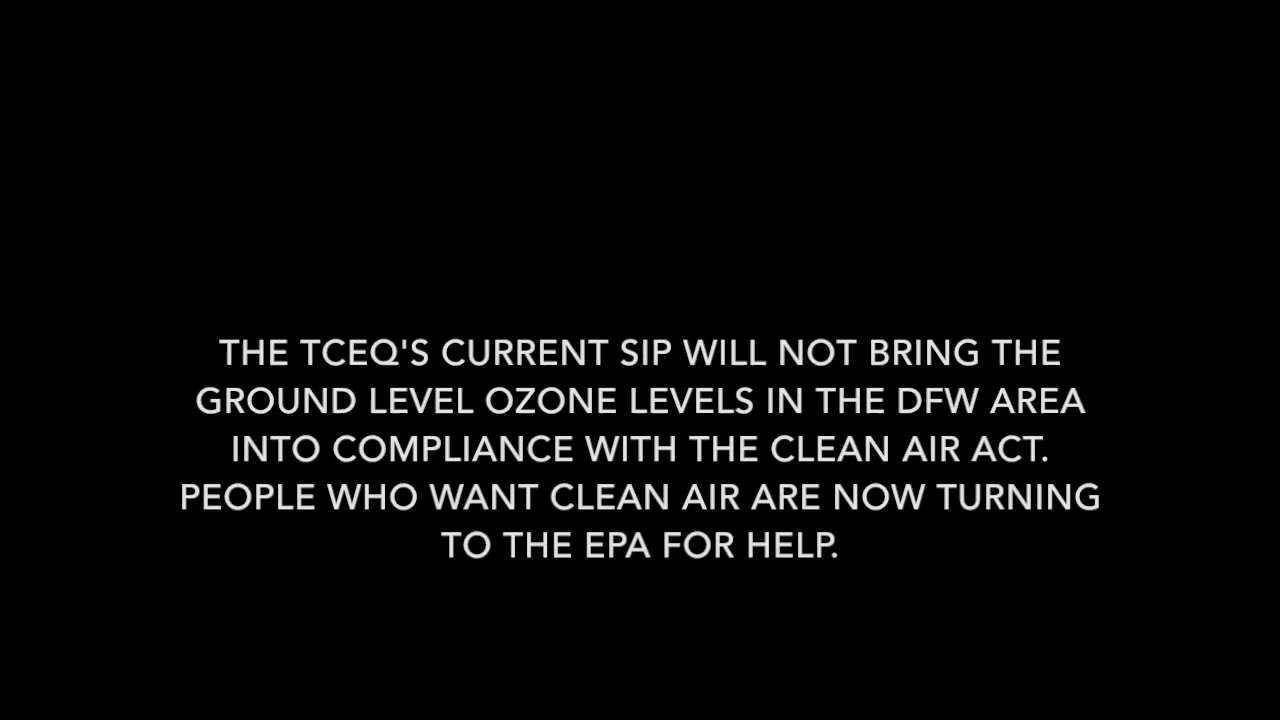 THE TCEQ'S CURRENT SIP WILL NOT BRING THE
GROUND LEVEL OZONE LEVELS IN THE DFW AREA
INTO COMPLIANCE WITH THE CLEAN AIR ACT.
PEOPLE WHO WANT CLEAN AIR ARE NOW TURNING
TO THE EPA FOR HELP.